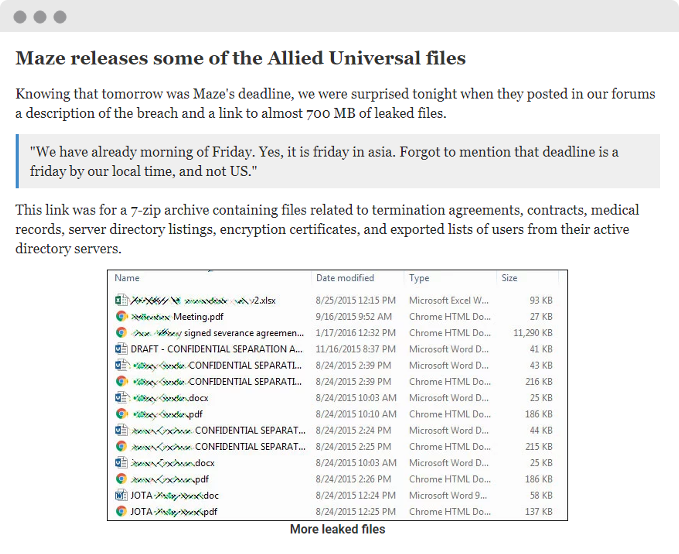 Maze releases some of the Allied Universal files
Knowing that tomorrow was Maze's deadline, we were surprised tonight when they posted in our forums
a description of the breach and a link to almost 700 MB of leaked files.
"We have already morning of Friday. Yes, it is friday in asia. Forgot to mention that deadline is a
friday by our local time, and not US."
This link was for a 7-zip archive containing files related to termination agreements, contracts, medical
records, server directory listings, encryption certificates, and exported lists of users from their active
directory servers.
Name Date modified Type Size
v2.xlsx 8/25/2015 12:15 PM Microsoft Excel W... 93 KB
Meeting.pdf 9/16/2015 9:52 AM Chrome HTML Do... 27 KB
signed severance agreemen... 1/17/2016 12:32 PM Chrome HTML Do... 11,290 KB
DRAFT - CONFIDENTIAL SEPARATION A... 11/16/2015 8:37 PM Microsoft Word D... 41 KB
CONFIDENTIAL SEPARATI... 8/24/2015 2:39 PM Microsoft Word D... 43 KB
CONFIDENTIAL SEPARATI... 8/24/2015 2:39 PM Chrome HTML Do... 216 KB
.docx 8/24/2015 10:03 AM Microsoft Word D... 25 KB
.pdf 8/24/2015 10:10 AM Chrome HTML Do... 186 KB
CONFIDENTIAL SEPARAT... 8/24/2015 2:24 PM Microsoft Word D... 44 KB
CONFIDENTIAL SEPARAT... 8/24/2015 2:25 PM Chrome HTML Do... 215 KB
.docx 8/24/2015 10:03 AM Microsoft Word D... 25 KB
.pdf 8/24/2015 2:26 PM Chrome HTML Do... 186 KB
JOTA .doc 8/24/2015 12:24 PM Microsoft Word 9... 58 KB
JOTA .pdf 8/24/2015 12:25 PM Chrome HTML Do... 137 KB
More leaked files